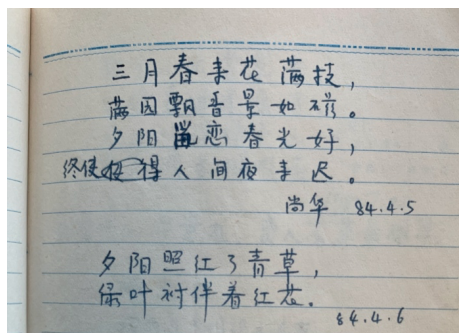 三月春来花满枝，
满园飘香景如磁。
夕阳留恋春光好，
终使得人间夜来迟。
尚华 84.4.5
夕阳照红了青草，
绿叶衬伴着红花。
84.4.6